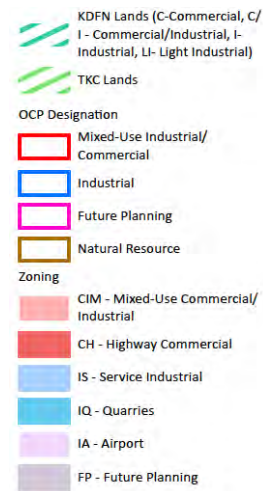 KDFN Lands (C-Commercial, C/
I - Commercial/Industrial, I-
Industrial, LI- Light Industrial)
TKC Lands
OCP Designation
Mixed-Use Industrial/
Commercial
Industrial
Future Planning
Natural Resource
Zoning
CIM - Mixed-Use Commercial/
Industrial
CH - Highway Commercial
IS - Service Industrial
IQ - Quarries
IA - Airport
FP - Future Planning